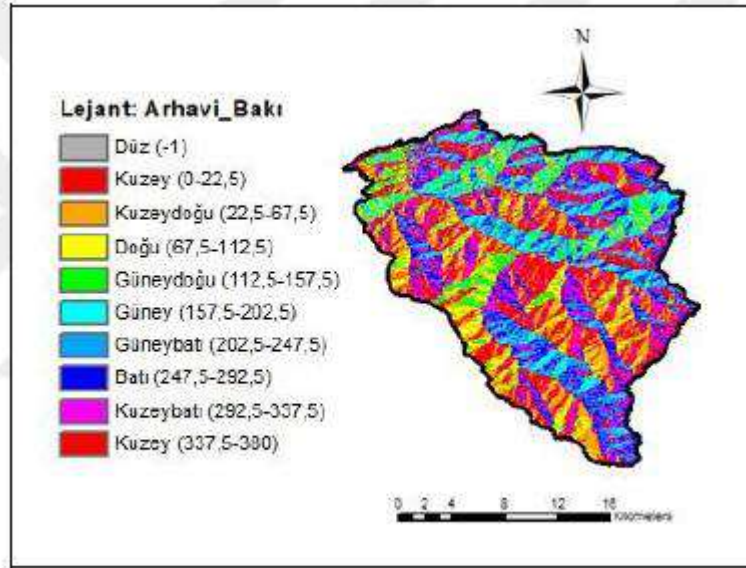 N
Lejant: Arhavi_Bakı
Düz (-1)
Kuzey (0-22,5)
Kuzeydoğu (22,5-67,5)
Doğu (67,5-112,5)
Güneydoğu (112,5-157,5)
Güney (157,5-202,5)
Güneybatı (202,5-247,5)
Batı (247,5-292,5)
Kuzeybatı (292,5-337,5)
Kuzey (337,5-380)
0 2 4 8 12 16
Kilometers